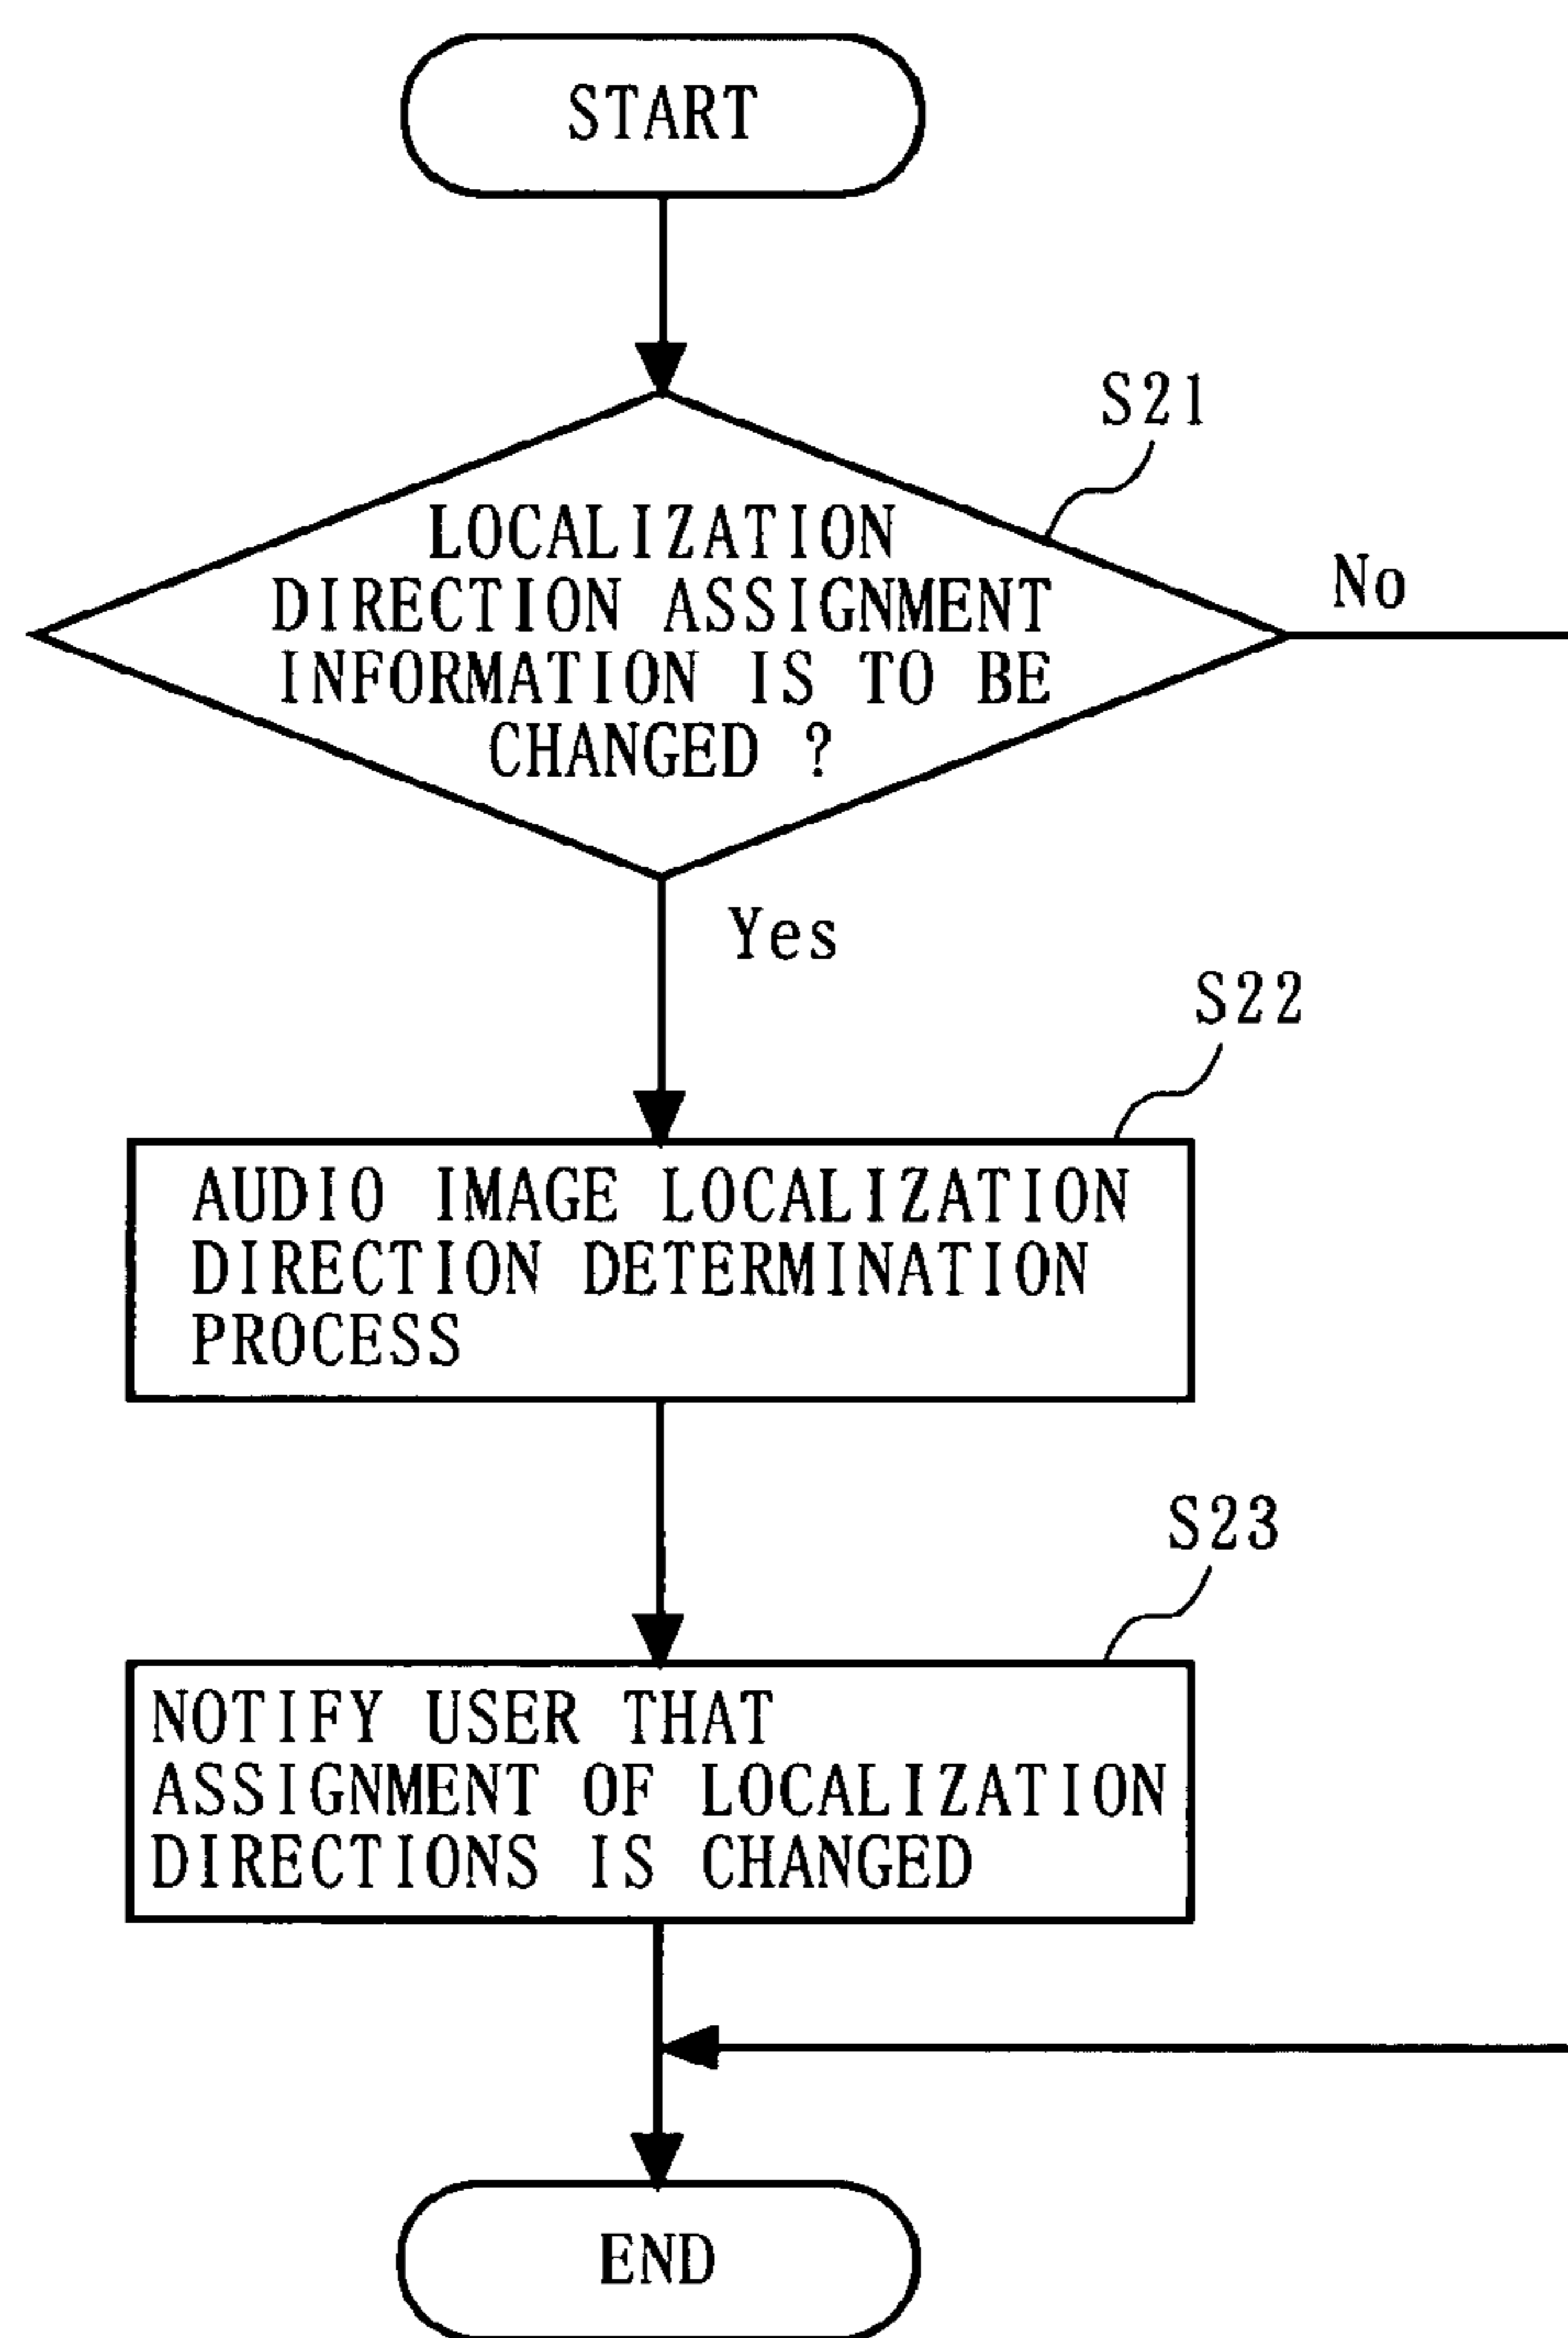 START
S21
LOCALIZATION
DIRECTION ASSIGNMENT
INFORMATION IS TO BE
CHANGED ?
No
Yes
S22
AUDIO IMAGE LOCALIZATION
DIRECTION DETERMINATION
PROCESS
S23
NOTIFY USER THAT
ASSIGNMENT OF LOCALIZATION
DIRECTIONS IS CHANGED
END